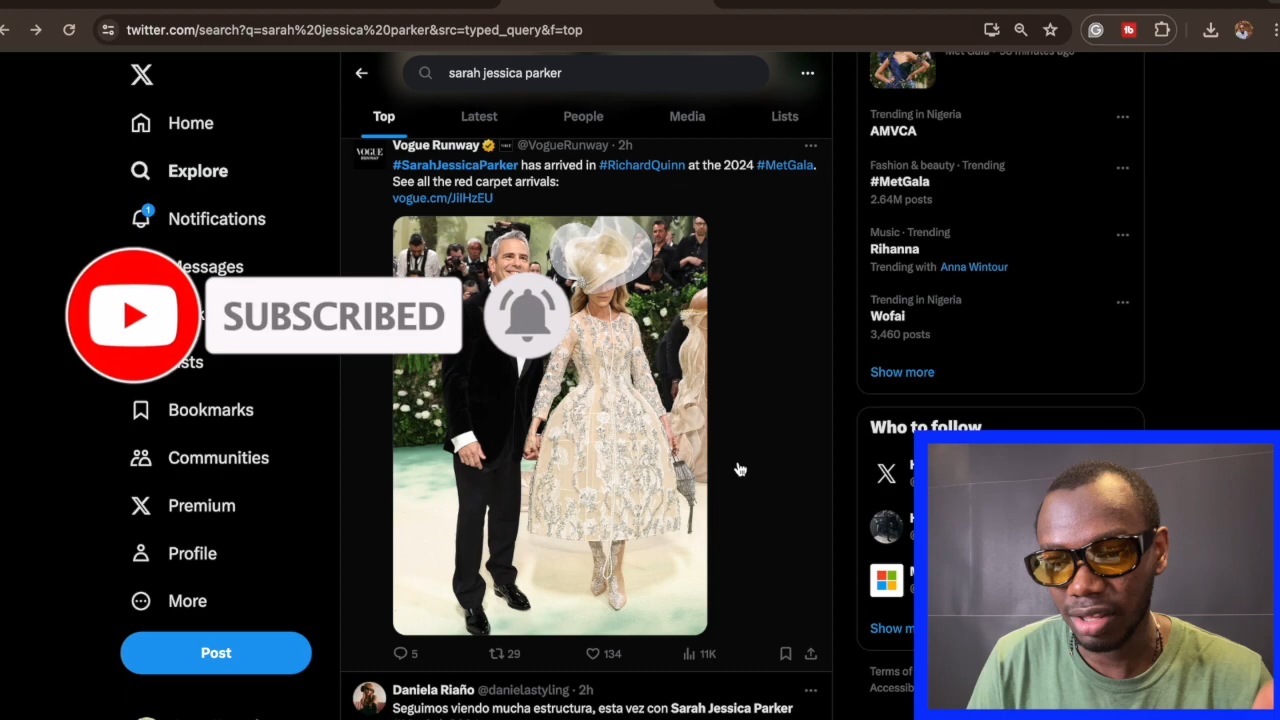 twitter.com/search?q=sarah%20jessica%20parker&src=typed_query&f=top
sarah jessica parker
Top Latest People Media Lists
Home
Explore
1
Notifications
Messages
Bookmarks
Communities
Premium
Profile
More
Post
SUBSCRIBED
VOGUE
Vogue Runway @VogueRunway · 2h
#SarahJessicaParker has arrived in #RichardQuinn at the 2024 #MetGala.
See all the red carpet arrivals:
vogue.cm/JilHzEU
5 29 134 11K
Daniela Riaño @danielastyling · 2h
Seguimos viendo mucha estructura, esta vez con Sarah Jessica Parker
Trending in Nigeria
AMVCA
Fashion & beauty · Trending
#MetGala
2.64M posts
Music · Trending
Rihanna
Trending with Anna Wintour
Trending in Nigeria
Wofai
3,460 posts
Show more
Who to follow
Show
Terms of